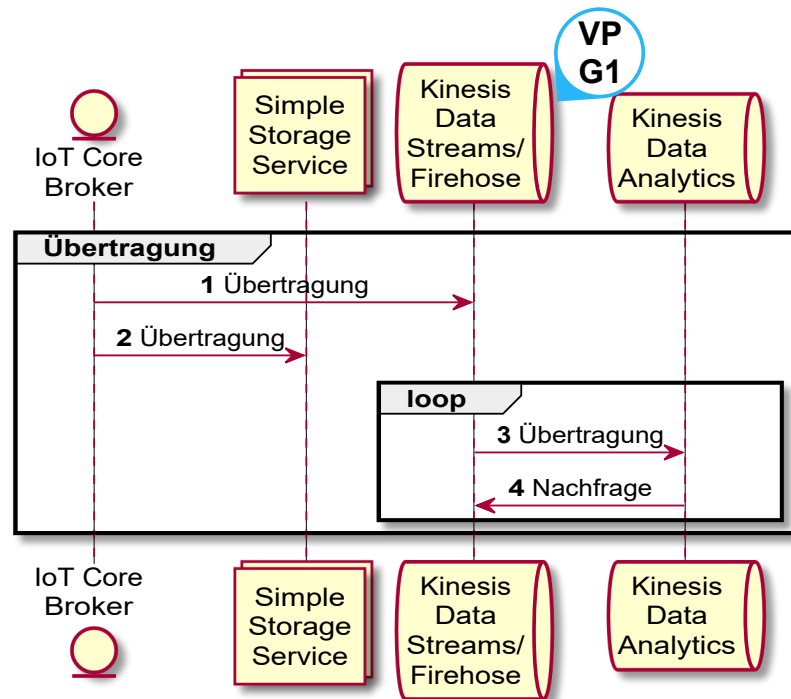 VP
G1
IoT Core
Broker
Simple
Storage
Service
Kinesis
Data
Streams/
Firehose
Kinesis
Data
Analytics
Übertragung
1 Übertragung
2 Übertragung
loop
3 Übertragung
4 Nachfrage
IoT Core
Broker
Simple
Storage
Service
Kinesis
Data
Streams/
Firehose
Kinesis
Data
Analytics